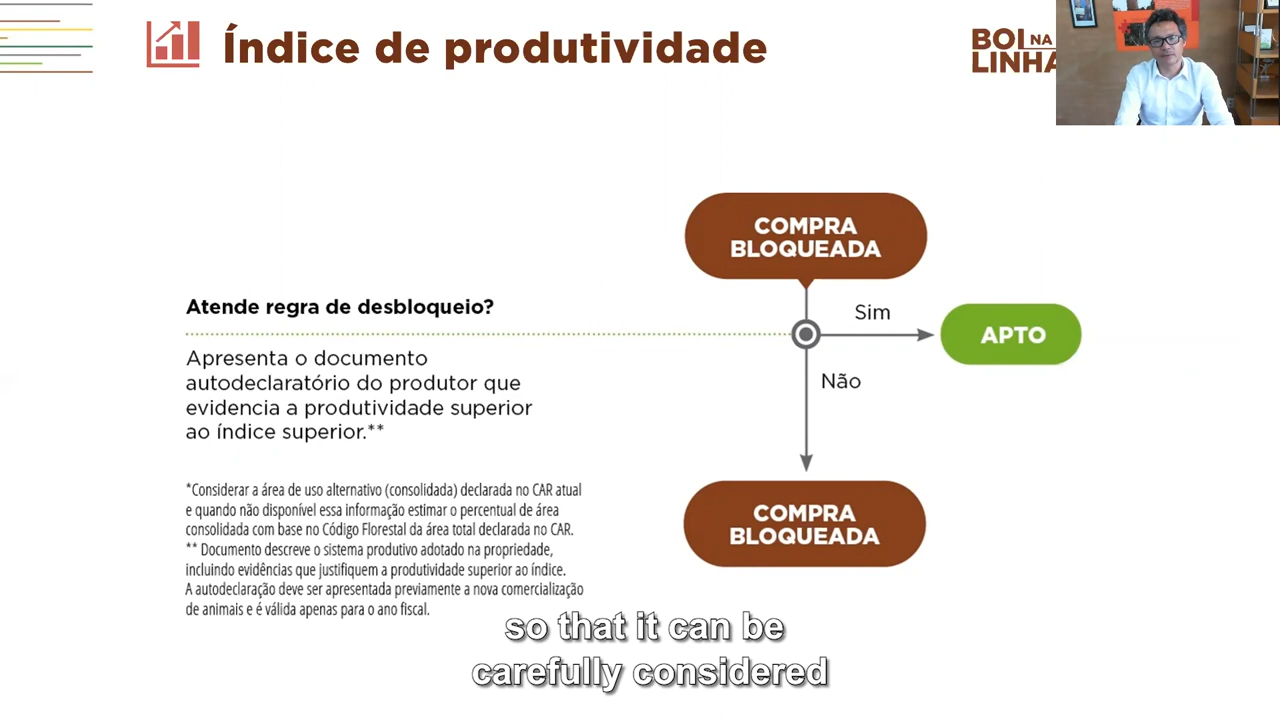 Índice de produtividade
BOI NA
LINHA
COMPRA
BLOQUEADA
Atende regra de desbloqueio?
Sim
APTO
Apresenta o documento
autodeclaratório do produtor que
evidencia a produtividade superior
ao índice superior.**
Não
*Considerar a área de uso alternativo (consolidada) declarada no CAR atual
e quando não disponível essa informação estimar o percentual de área
consolidada com base no Código Florestal da área total declarada no CAR.
** Documento descreve o sistema produtivo adotado na propriedade,
incluindo evidências que justifiquem a produtividade superior ao índice.
A autodeclaração deve ser apresentada previamente a nova comercialização
de animais e é válida apenas para o ano fiscal.
COMPRA
BLOQUEADA
so that it can be
carefully considered